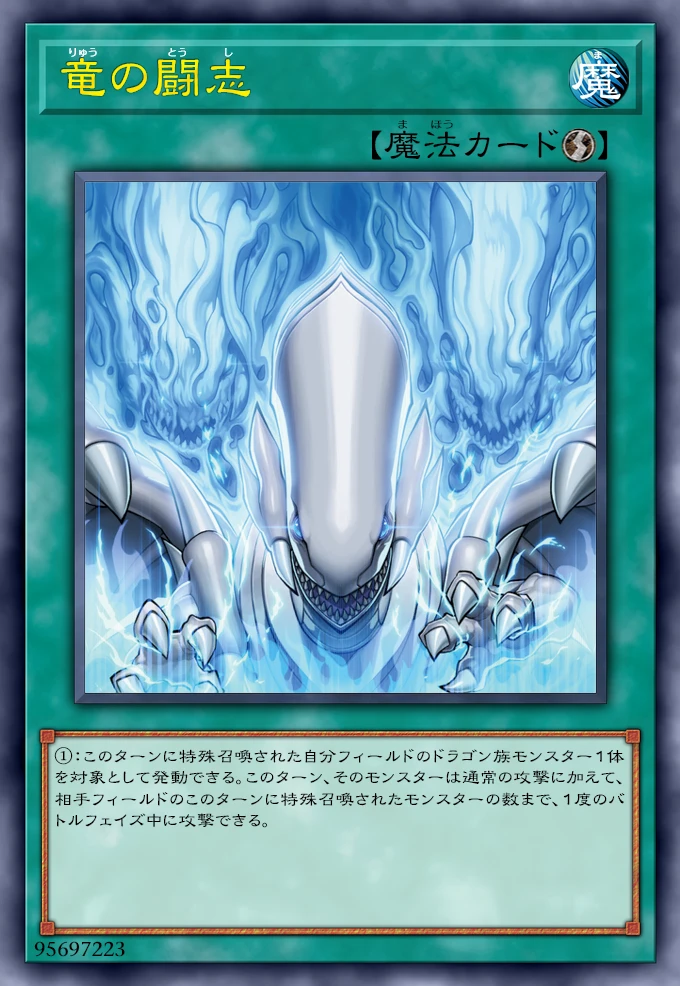 りゅう とう し
竜の闘志
ま
魔
ま ほう
【魔法カード】
①:このターンに特殊召喚された自分フィールドのドラゴン族モンスター1体
を対象として発動できる。このターン、そのモンスターは通常の攻撃に加えて、
相手フィールドのこのターンに特殊召喚されたモンスターの数まで、1度のバ
トルフェイズ中に攻撃できる。
95697223